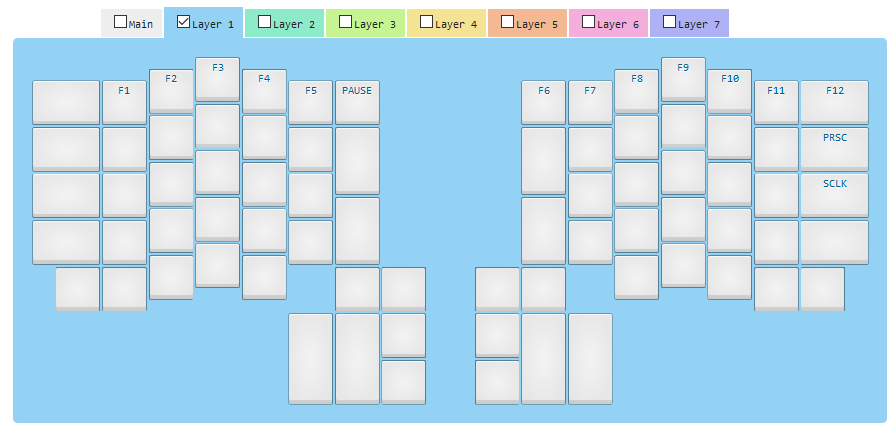 Main Layer 1 Layer 2 Layer 3 Layer 4 Layer 5 Layer 6 Layer 7
F1 F2 F3 F4 F5 PAUSE F6 F7 F8 F9 F10 F11 F12
PRSC
SCLK